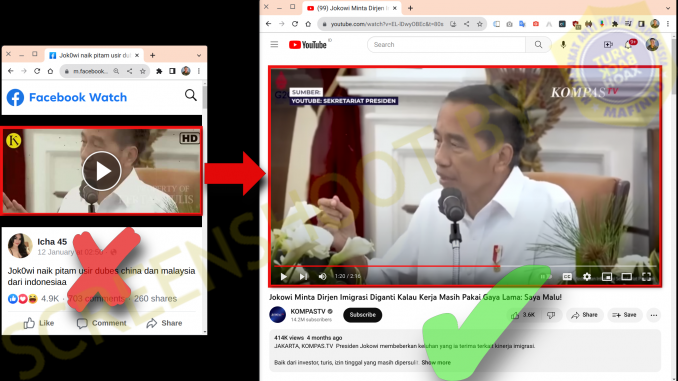 Jok0wi naik pitam usir dub
m.facebook...
Facebook Watch
HD
Icha 45
12 January at
Jok0wi naik pitam usir dubes china dan malaysia
dari indonesiaa
4.9K · 703 comments · 260 shares
Like
Comment
Share
(99) Jokowi Minta Dirjen I
youtube.com/watch?v=EL-IDwyOBEc&t=80s
YouTube
ID
Search
9+
SUMBER:
YOUTUBE: SEKRETARIAT PRESIDEN
KOMPAS TV
1:20 / 2:16
Jokowi Minta Dirjen Imigrasi Diganti Kalau Kerja Masih Pakai Gaya Lama: Saya Malu!
KOMPASTV
14.2M subscribers
Subscribe
3.6K
Share
Save
414K views 4 months ago
JAKARTA, KOMPAS.TV Presiden Jokowi membeberkan keluhan yang ia terima terkait kinerja imigrasi.
Baik dari investor, turis, izin tinggal yang masih dipersulit Show more
SCREENSHOOT BY
TURN BACK HOAX
MAFINDO